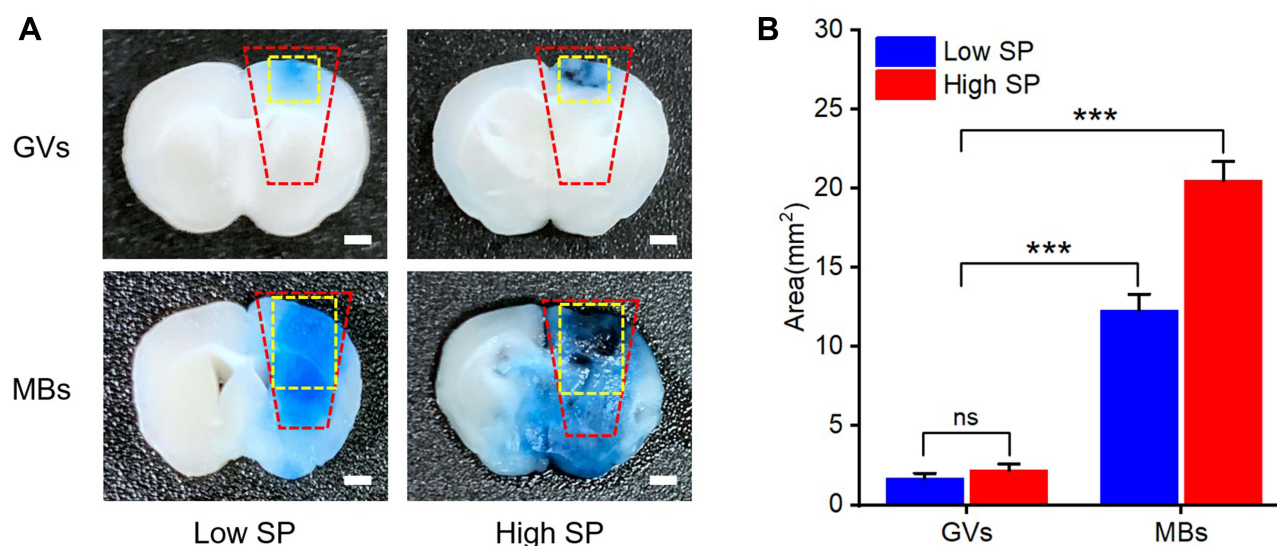 A
GVs
MBs
Low SP
High SP
B
Area(mm²)
30
25
20
15
10
5
0
Low SP
High SP
***
***
ns
GVs
MBs